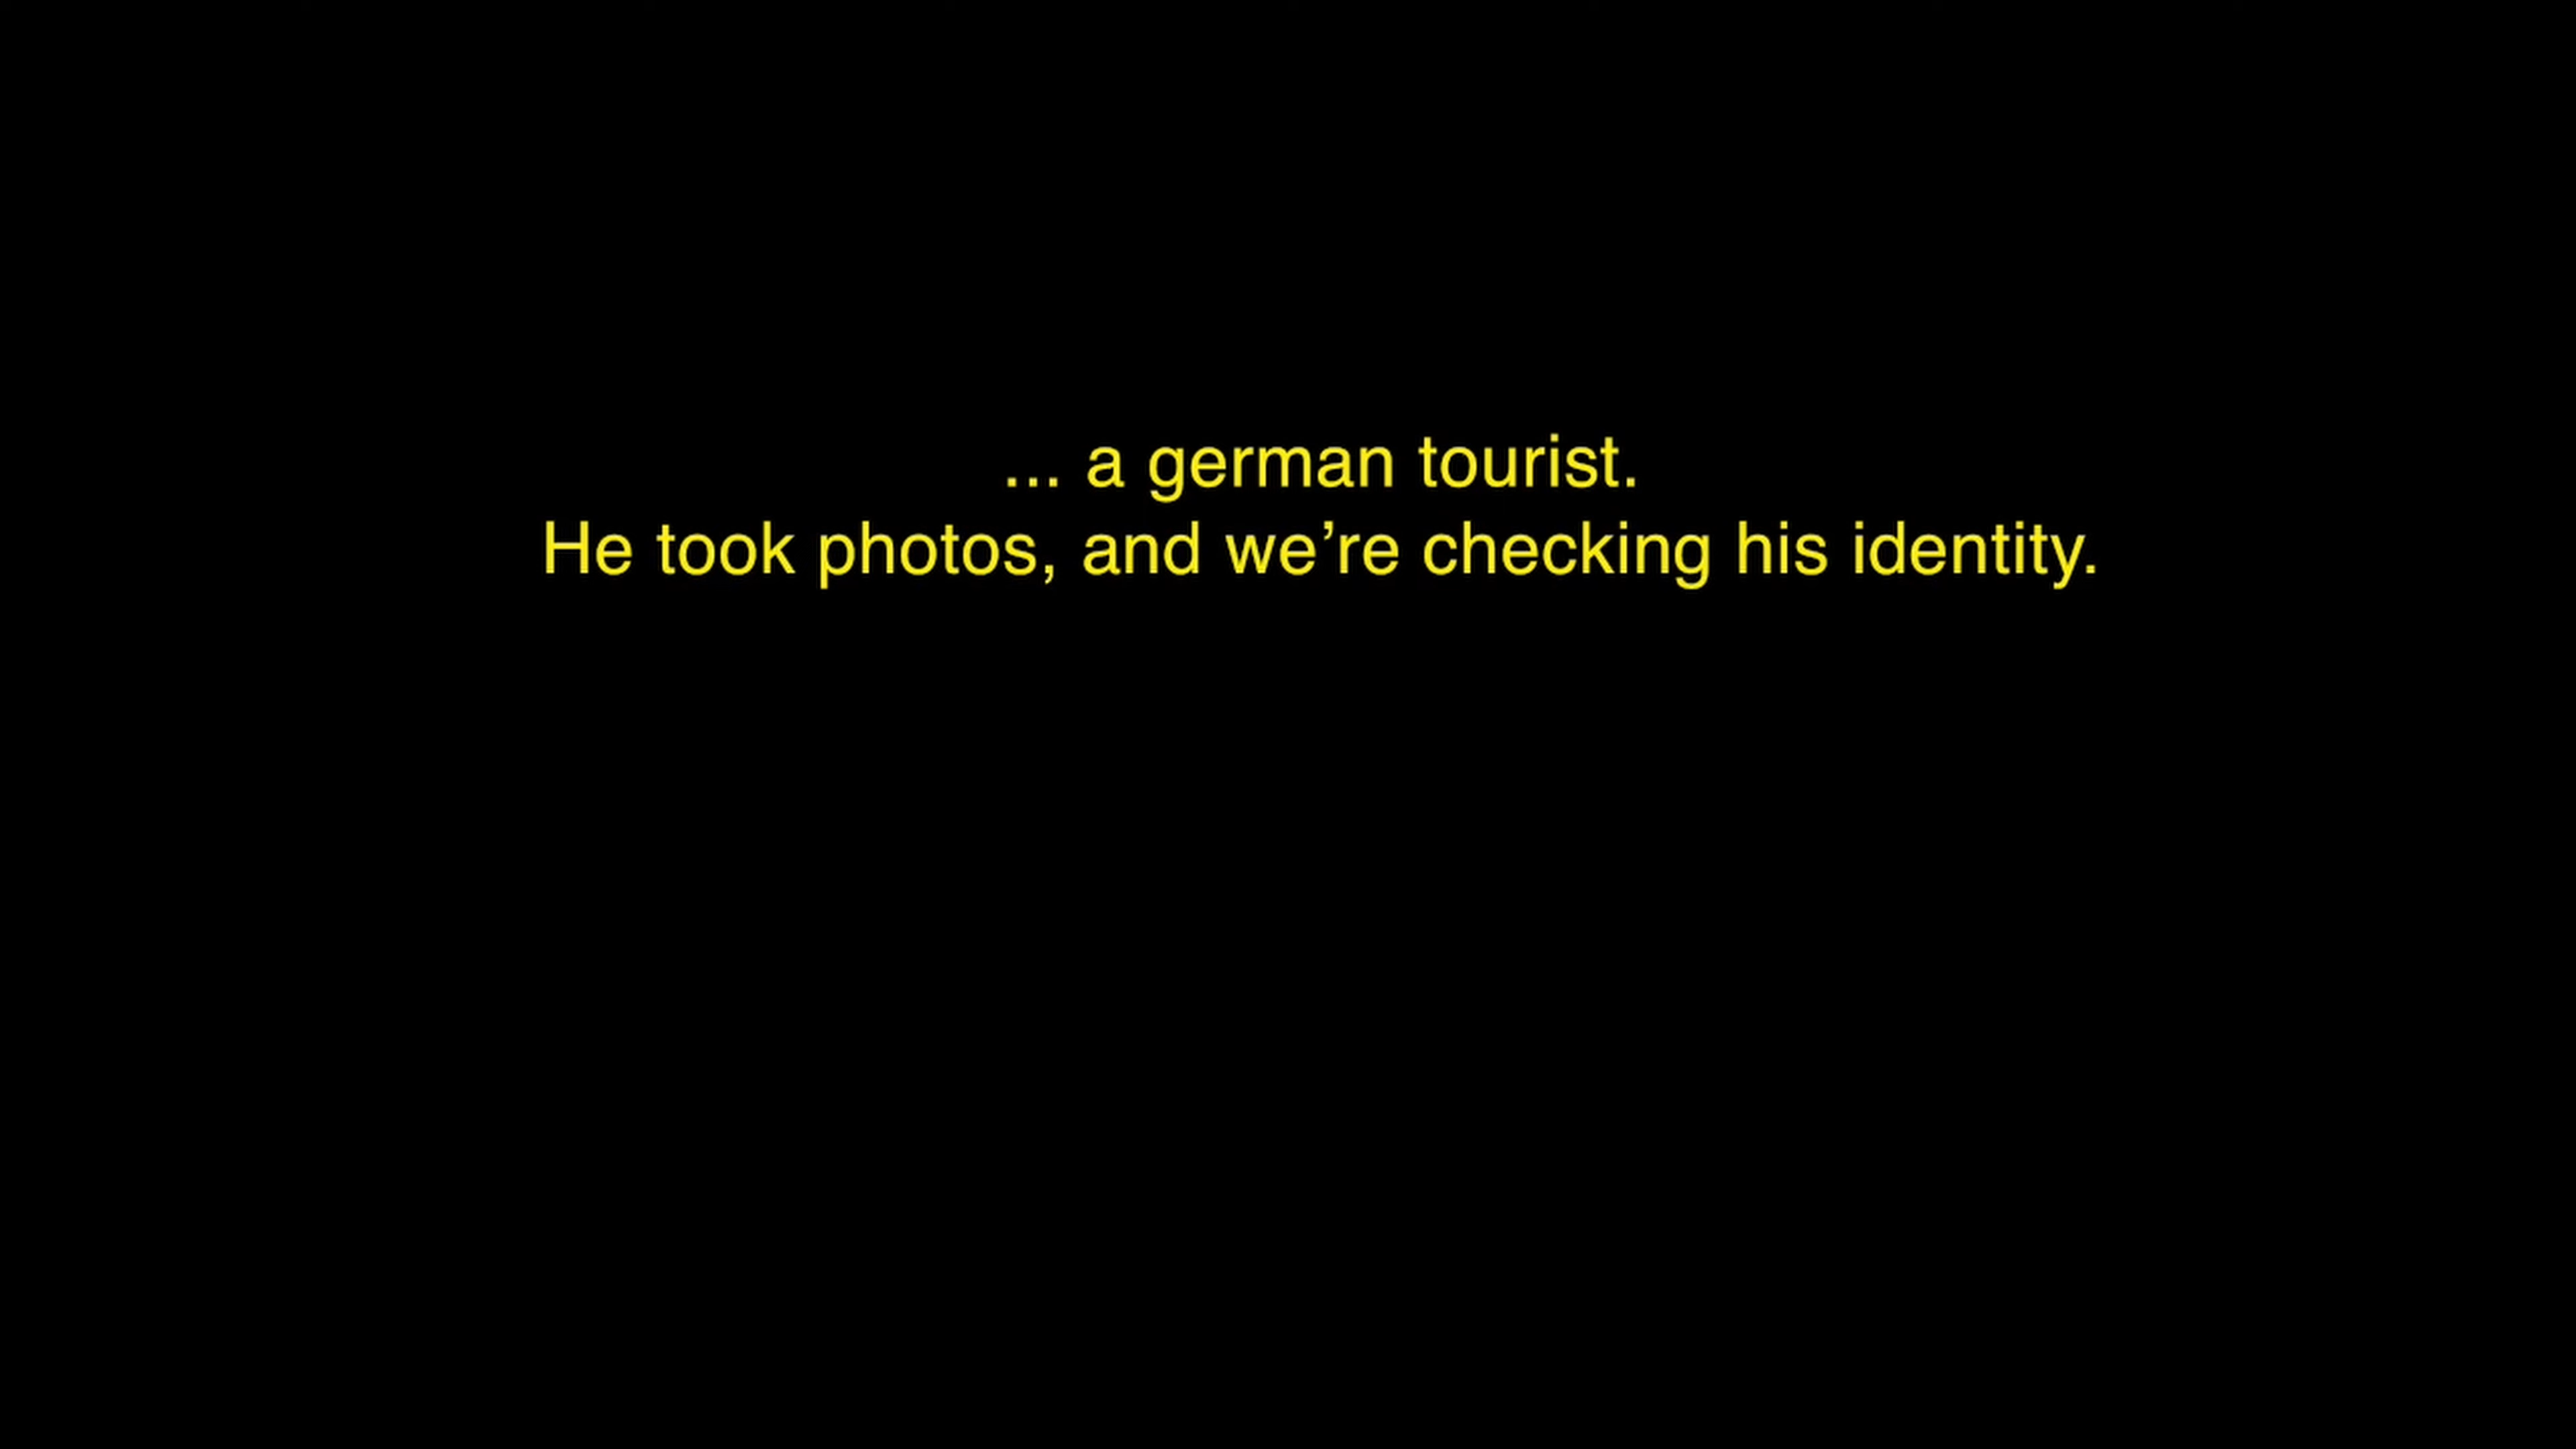 ... a german tourist.
He took photos, and we’re checking his identity.